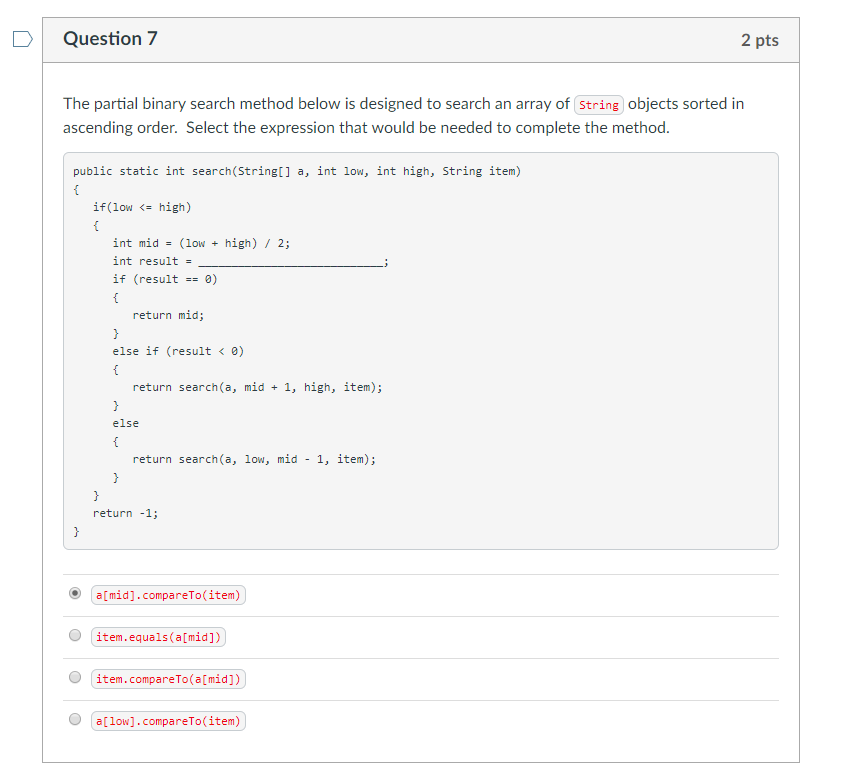 Question 7
2 pts
The partial binary search method below is designed to search an array of String objects sorted in
ascending order. Select the expression that would be needed to complete the method.
public static int search(String[] a, int low, int high, String item)
{
if(low <= high)
{
int mid = (low + high) / 2;
int result = ____________________________;
if (result == 0)
{
return mid;
}
else if (result < 0)
{
return search(a, mid + 1, high, item);
}
else
{
return search(a, low, mid - 1, item);
}
}
return -1;
}
a[mid].compareTo(item)
item.equals(a[mid])
item.compareTo(a[mid])
a[low].compareTo(item)